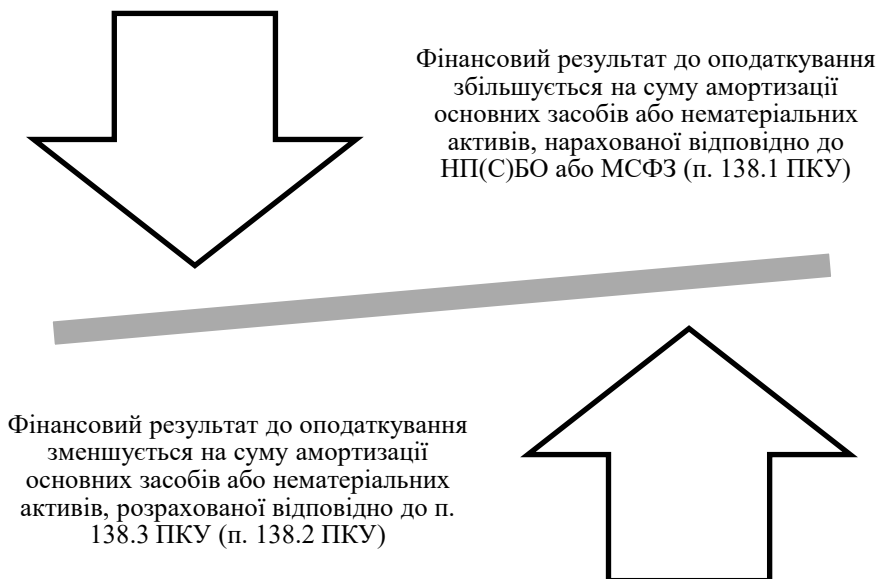 Фінансовий результат до оподаткування
збільшується на суму амортизації
основних засобів або нематеріальних
активів, нарахованої відповідно до
НП(С)БО або МСФЗ (п. 138.1 ПКУ)
Фінансовий результат до оподаткування
зменшується на суму амортизації
основних засобів або нематеріальних
активів, розрахованої відповідно до п.
138.3 ПКУ (п. 138.2 ПКУ)